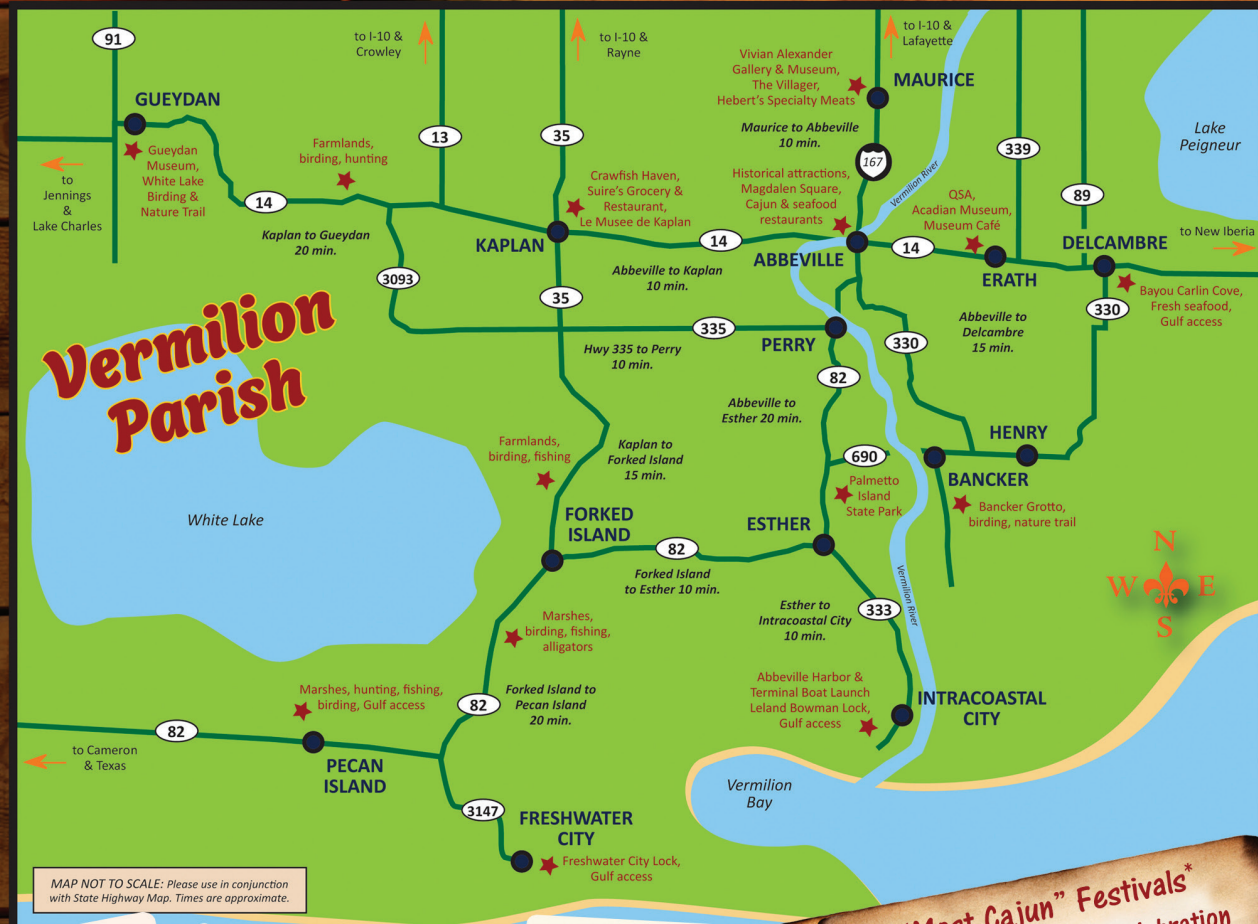 91
to I-10 &
Crowley
to I-10 &
Rayne
to I-10 &
Lafayette
Vivian Alexander
Gallery & Museum,
The Villager,
Hebert's Specialty Meats
MAURICE
GUEYDAN
Lake
Peigneur
Farmlands,
birding, hunting
13
35
Maurice to Abbeville
10 min.
167
339
Gueydan
Museum,
White Lake
Birding &
Nature Trail
to
Jennings
&
Lake Charles
14
Crawfish Haven,
Suire's Grocery &
Restaurant,
Le Musee de Kaplan
Historical attractions,
Magdalen Square,
Cajun & seafood
restaurants
Vermilion River
QSA,
Acadian Museum,
Museum Café
89
to New Iberia
Kaplan to Gueydan
20 min.
KAPLAN
14
ABBEVILLE
14
ERATH
DELCAMBRE
Abbeville to Kaplan
10 min.
3093
35
Bayou Carlin Cove,
Fresh seafood,
Gulf access
330
Abbeville to
Delcambre
15 min.
Vermilion
Parish
335
PERRY
330
Hwy 335 to Perry
10 min.
82
Abbeville to
Esther 20 min.
Farmlands,
birding, fishing
Kaplan to
Forked Island
15 min.
HENRY
690
BANCKER
Palmetto
Island
State Park
Bancker Grotto,
birding, nature trail
White Lake
FORKED
ISLAND
ESTHER
82
Forked Island
to Esther 10 min.
N
W E
S
Vermilion River
Esther to
Intracoastal City
10 min.
333
Marshes,
birding, fishing,
alligators
Marshes, hunting, fishing,
birding, Gulf access
82
Forked Island to
Pecan Island
20 min.
Abbeville Harbor &
Terminal Boat Launch
Leland Bowman Lock,
Gulf access
INTRACOASTAL
CITY
82
to Cameron
& Texas
PECAN
ISLAND
Vermilion
Bay
3147
FRESHWATER
CITY
Freshwater City Lock,
Gulf access
MAP NOT TO SCALE: Please use in conjunction
with State Highway Map. Times are approximate.
Cajun" Festivals*